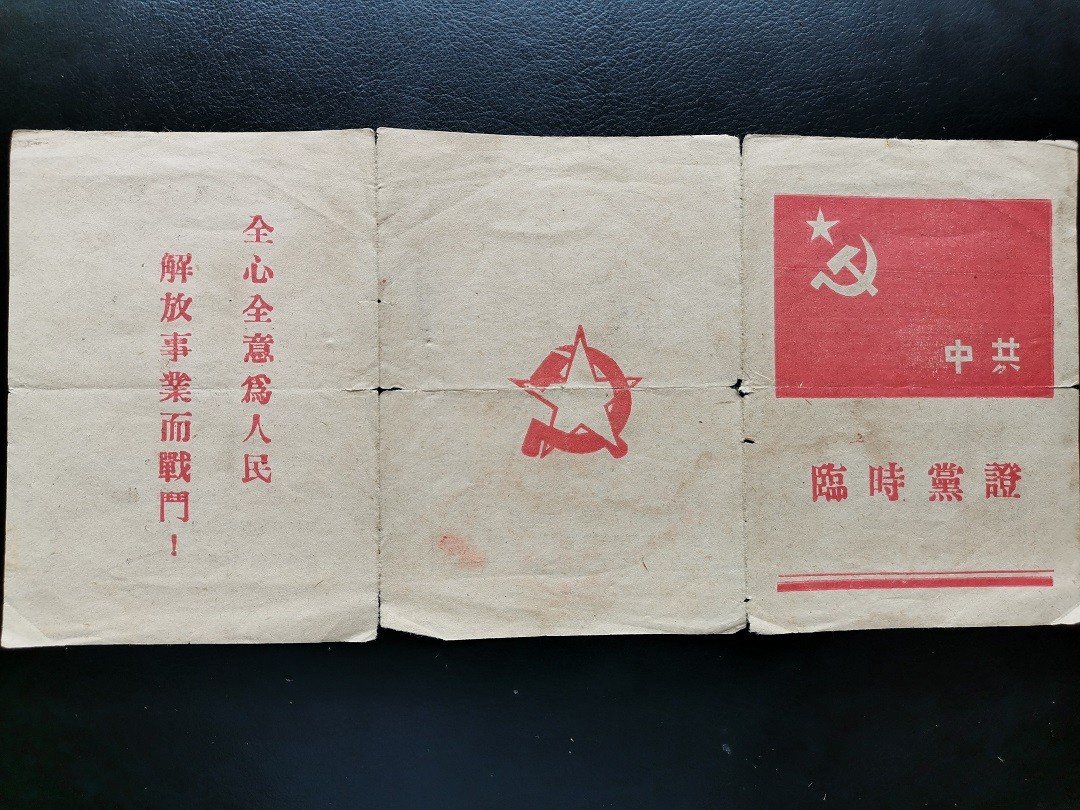 中共
臨時黨證
全心全意爲人民
解放事業而戰鬥！